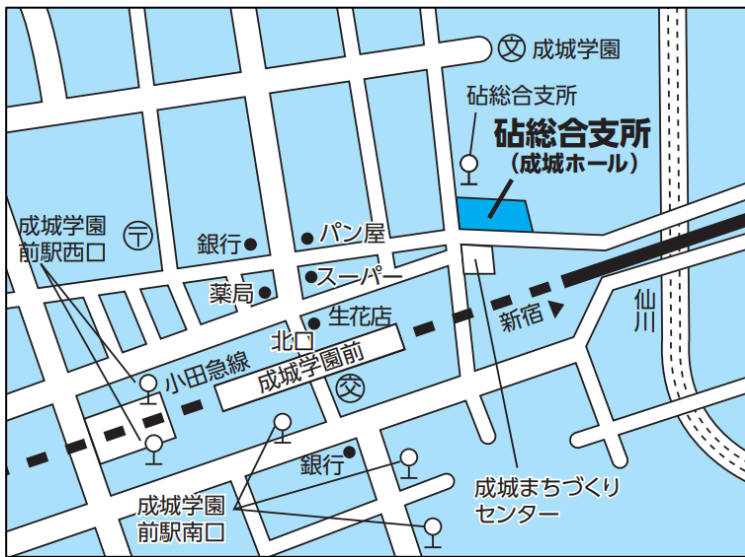 文 成城学園
砧総合支所
砧総合支所
(成城ホール)
成城学園
前駅西口
〒
銀行
パン屋
スーパー
薬局
生花店
北口
新宿
仙川
小田急線
成城学園前
交
銀行
成城まちづくり
センター
成城学園
前駅南口